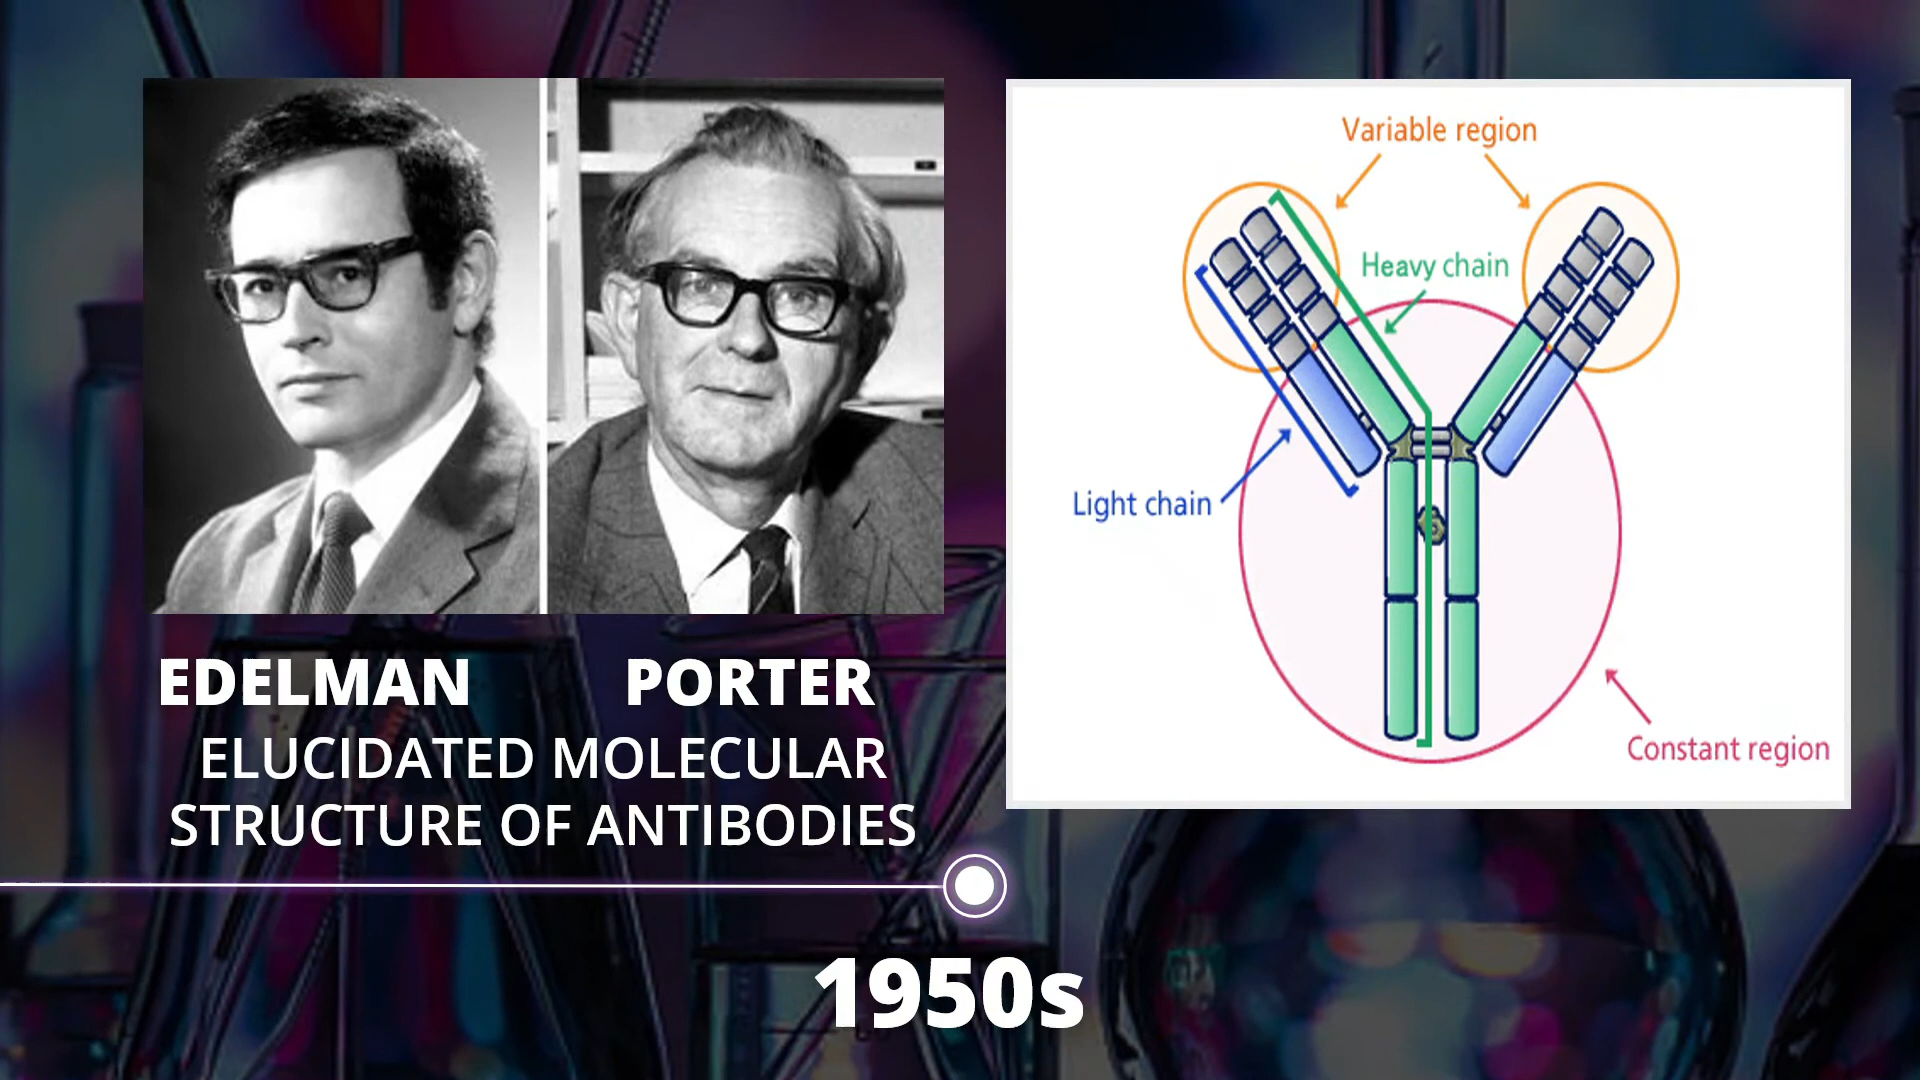 EDELMAN
PORTER
ELUCIDATED MOLECULAR
STRUCTURE OF ANTIBODIES
1950s
Variable region
Heavy chain
Light chain
Constant region